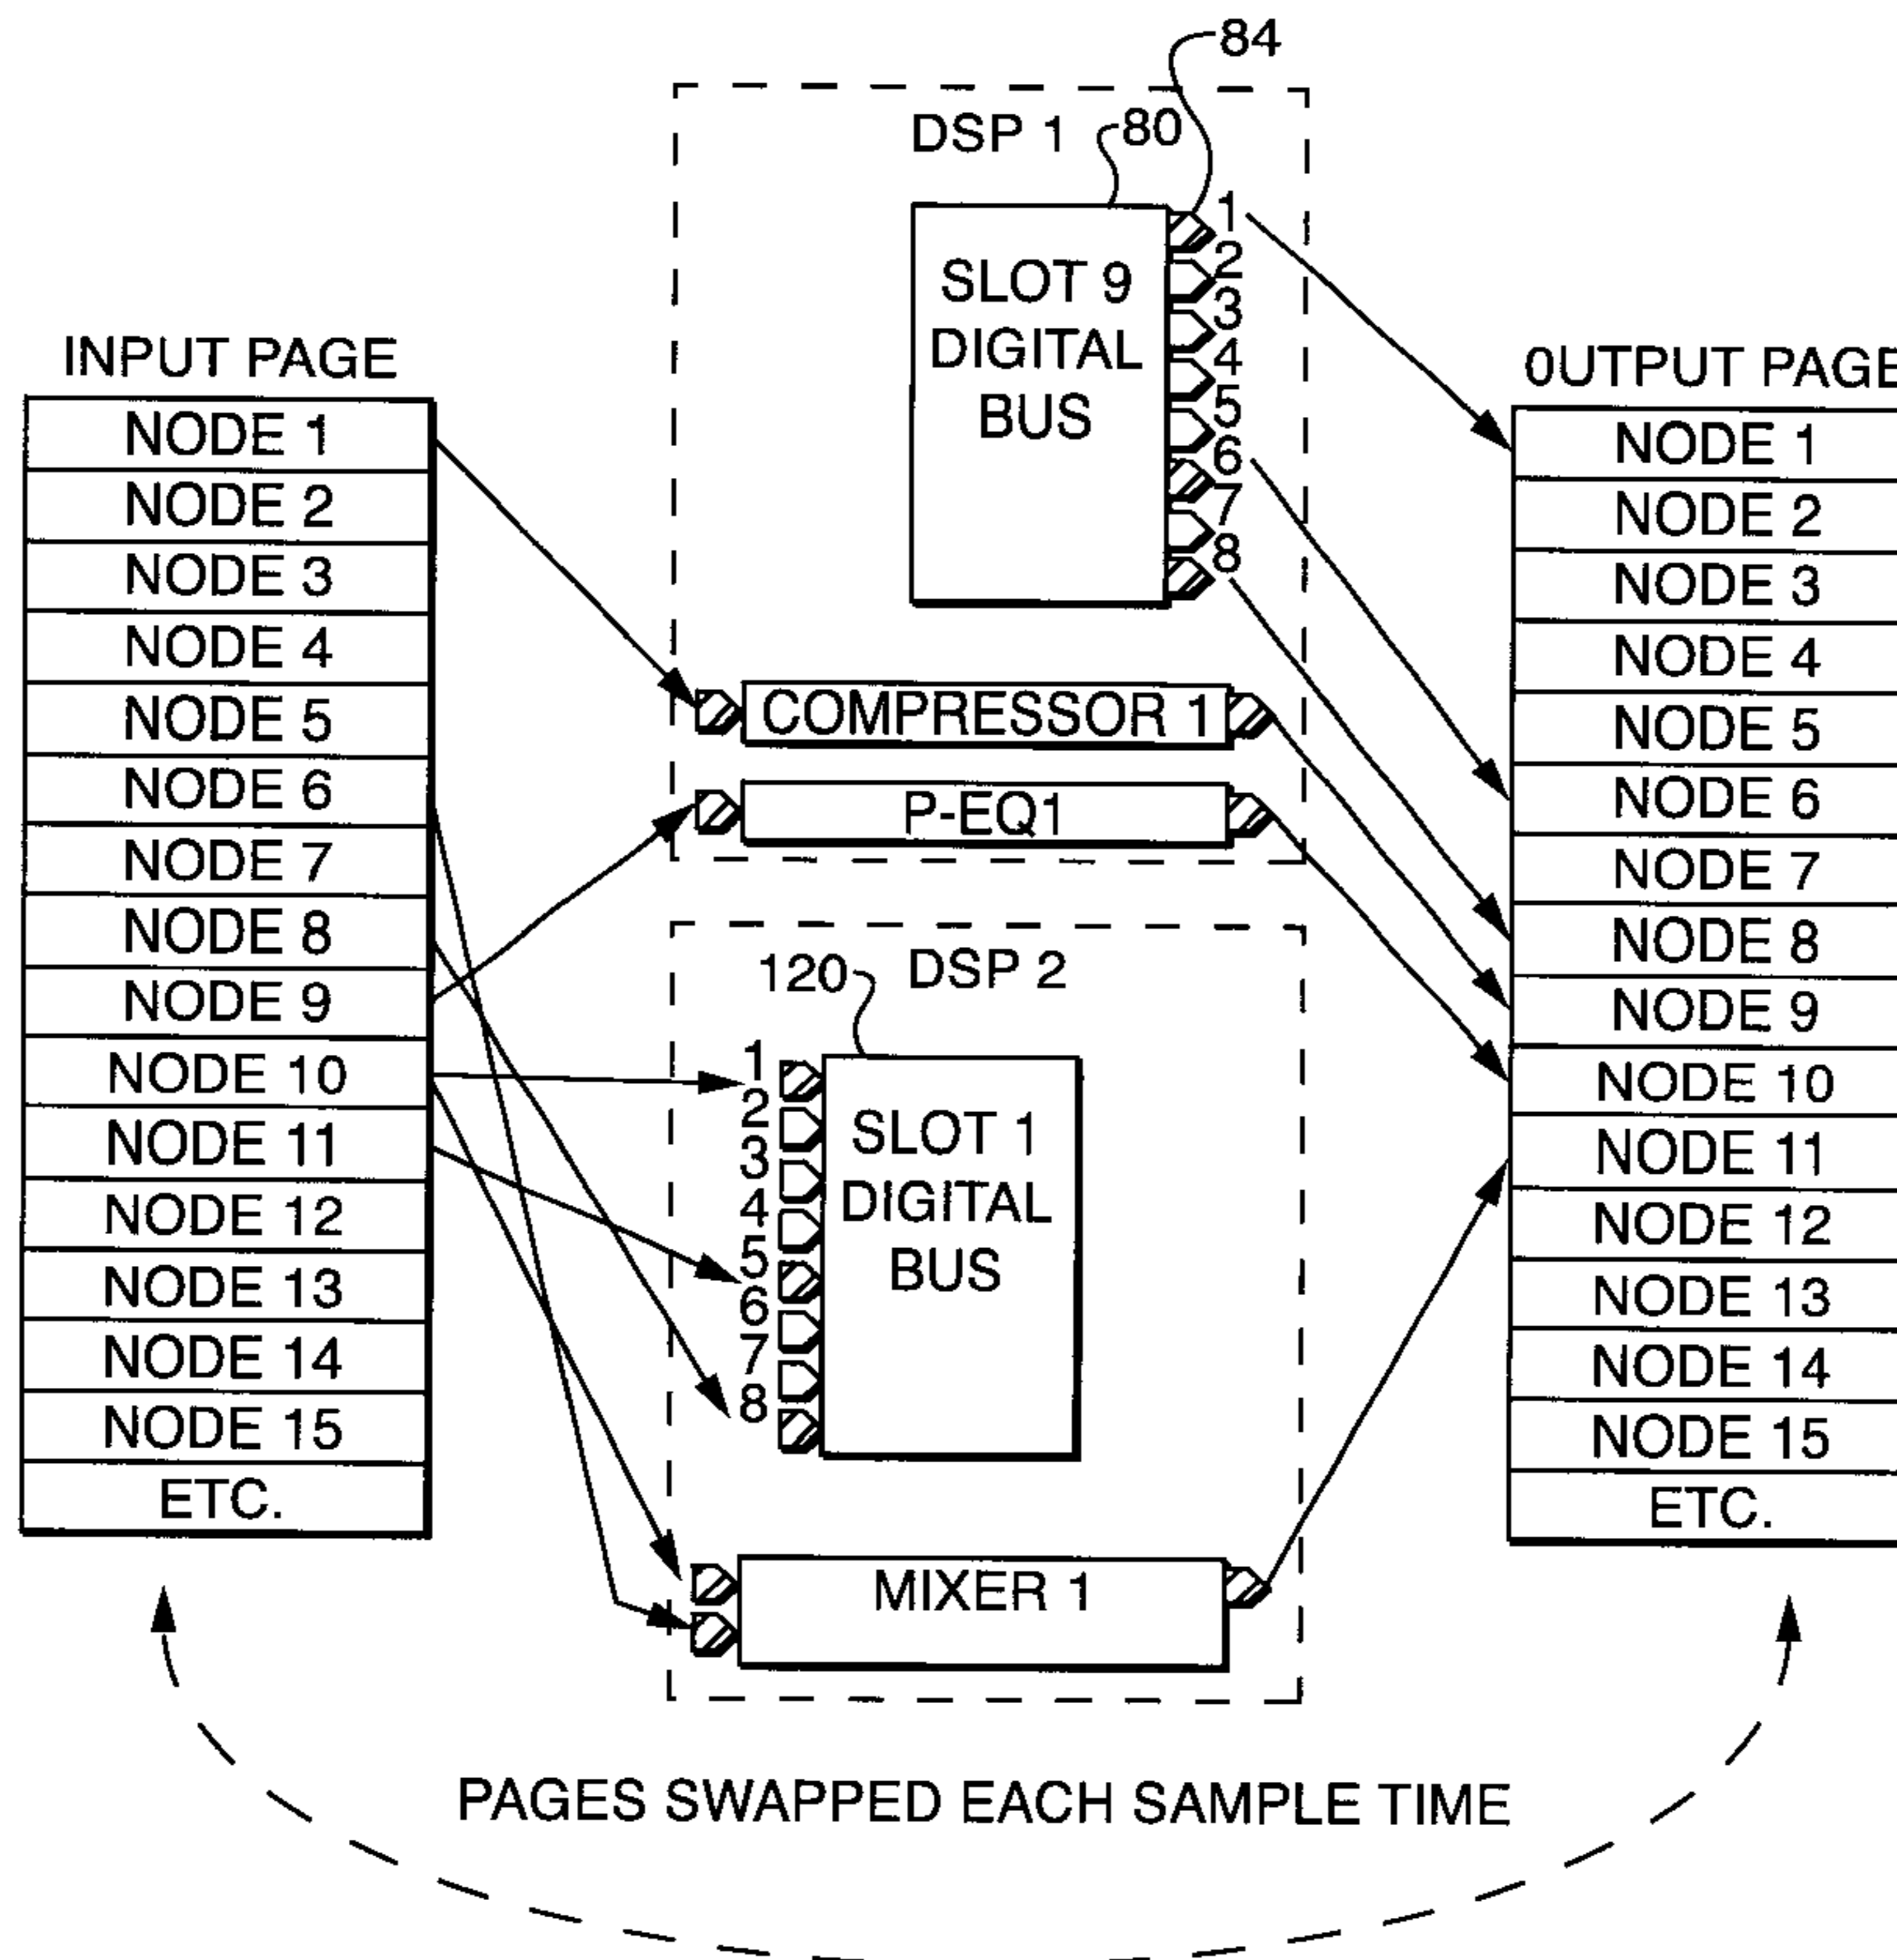 84
DSP 1
80
SLOT 9
DIGITAL
BUS
1
2
3
4
5
6
7
8
INPUT PAGE
NODE 1
NODE 2
NODE 3
NODE 4
NODE 5
NODE 6
NODE 7
NODE 8
NODE 9
NODE 10
NODE 11
NODE 12
NODE 13
NODE 14
NODE 15
ETC.
COMPRESSOR 1
P-EQ1
120
DSP 2
1
2
3
4
5
6
7
8
SLOT 1
DIGITAL
BUS
MIXER 1
0UTPUT PAGE
NODE 1
NODE 2
NODE 3
NODE 4
NODE 5
NODE 6
NODE 7
NODE 8
NODE 9
NODE 10
NODE 11
NODE 12
NODE 13
NODE 14
NODE 15
ETC.
PAGES SWAPPED EACH SAMPLE TIME